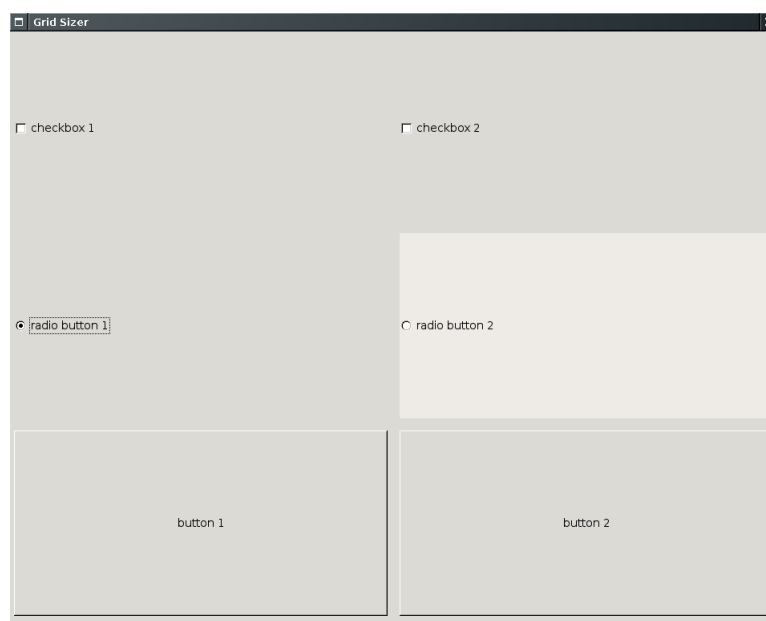 Grid Sizer
checkbox 1
checkbox 2
radio button 1
radio button 2
button 1
button 2